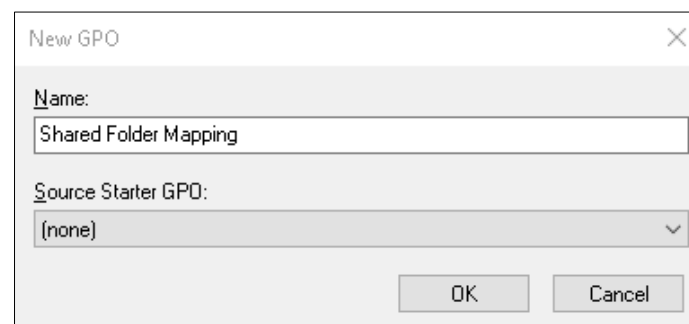 New GPO
Name:
Shared Folder Mapping
Source Starter GPO:
(none)
OK Cancel